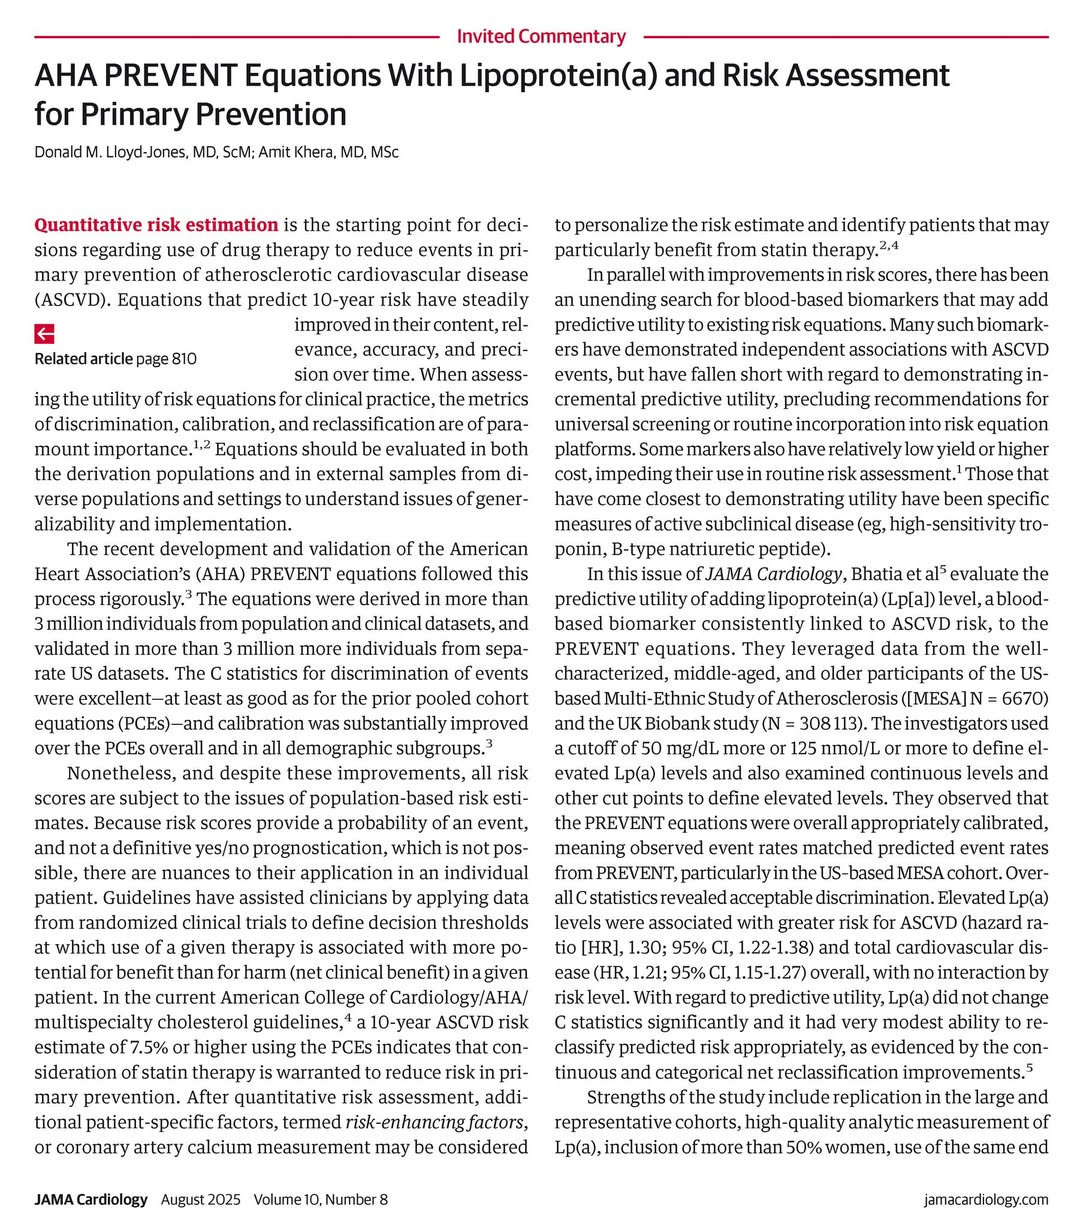 Invited Commentary
AHA PREVENT Equations With Lipoprotein(a) and Risk Assessment
for Primary Prevention
Donald M. Lloyd-Jones, MD, ScM; Amit Khera, MD, MSc
Quantitative risk estimation is the starting point for deci-
sions regarding use of drug therapy to reduce events in pri-
mary prevention of atherosclerotic cardiovascular disease
(ASCVD). Equations that predict 10-year risk have steadily
improved in their content, rel-
evance, accuracy, and preci-
sion over time. When assess-
Related article page 810
ing the utility of risk equations for clinical practice, the metrics
of discrimination, calibration, and reclassification are of para-
mount importance.1,2 Equations should be evaluated in both
the derivation populations and in external samples from di-
verse populations and settings to understand issues of gener-
alizability and implementation.
The recent development and validation of the American
Heart Association's (AHA) PREVENT equations followed this
process rigorously.3 The equations were derived in more than
3 million individuals from population and clinical datasets, and
validated in more than 3 million more individuals from sepa-
rate US datasets. The C statistics for discrimination of events
were excellent—at least as good as for the prior pooled cohort
equations (PCEs)—and calibration was substantially improved
over the PCEs overall and in all demographic subgroups.3
Nonetheless, and despite these improvements, all risk
scores are subject to the issues of population-based risk esti-
mates. Because risk scores provide a probability of an event,
and not a definitive yes/no prognostication, which is not pos-
sible, there are nuances to their application in an individual
patient. Guidelines have assisted clinicians by applying data
from randomized clinical trials to define decision thresholds
at which use of a given therapy is associated with more po-
tential for benefit than for harm (net clinical benefit) in a given
patient. In the current American College of Cardiology/AHA/
multispecialty cholesterol guidelines,4 a 10-year ASCVD risk
estimate of 7.5% or higher using the PCEs indicates that con-
sideration of statin therapy is warranted to reduce risk in pri-
mary prevention. After quantitative risk assessment, addi-
tional patient-specific factors, termed risk-enhancing factors,
or coronary artery calcium measurement may be considered
to personalize the risk estimate and identify patients that may
particularly benefit from statin therapy.2,4
In parallel with improvements in risk scores, there has been
an unending search for blood-based biomarkers that may add
predictive utility to existing risk equations. Many such biomark-
ers have demonstrated independent associations with ASCVD
events, but have fallen short with regard to demonstrating in-
cremental predictive utility, precluding recommendations for
universal screening or routine incorporation into risk equation
platforms. Some markers also have relatively low yield or higher
cost, impeding their use in routine risk assessment.1 Those that
have come closest to demonstrating utility have been specific
measures of active subclinical disease (eg, high-sensitivity tro-
ponin, B-type natriuretic peptide).
In this issue of JAMA Cardiology, Bhatia et al5 evaluate the
predictive utility of adding lipoprotein(a) (Lp[a]) level, a blood-
based biomarker consistently linked to ASCVD risk, to the
PREVENT equations. They leveraged data from the well-
characterized, middle-aged, and older participants of the US-
based Multi-Ethnic Study of Atherosclerosis ([MESA] N = 6670)
and the UK Biobank study (N = 308 113). The investigators used
a cutoff of 50 mg/dL more or 125 nmol/L or more to define el-
evated Lp(a) levels and also examined continuous levels and
other cut points to define elevated levels. They observed that
the PREVENT equations were overall appropriately calibrated,
meaning observed event rates matched predicted event rates
from PREVENT, particularly in the US-based MESA cohort. Over-
all C statistics revealed acceptable discrimination. Elevated Lp(a)
levels were associated with greater risk for ASCVD (hazard ra-
tio [HR], 1.30; 95% CI, 1.22-1.38) and total cardiovascular dis-
ease (HR, 1.21; 95% CI, 1.15-1.27) overall, with no interaction by
risk level. With regard to predictive utility, Lp(a) did not change
C statistics significantly and it had very modest ability to re-
classify predicted risk appropriately, as evidenced by the con-
tinuous and categorical net reclassification improvements.5
Strengths of the study include replication in the large and
representative cohorts, high-quality analytic measurement of
Lp(a), inclusion of more than 50% women, use of the same end
JAMA Cardiology August 2025 Volume 10, Number 8
jamacardiology.com